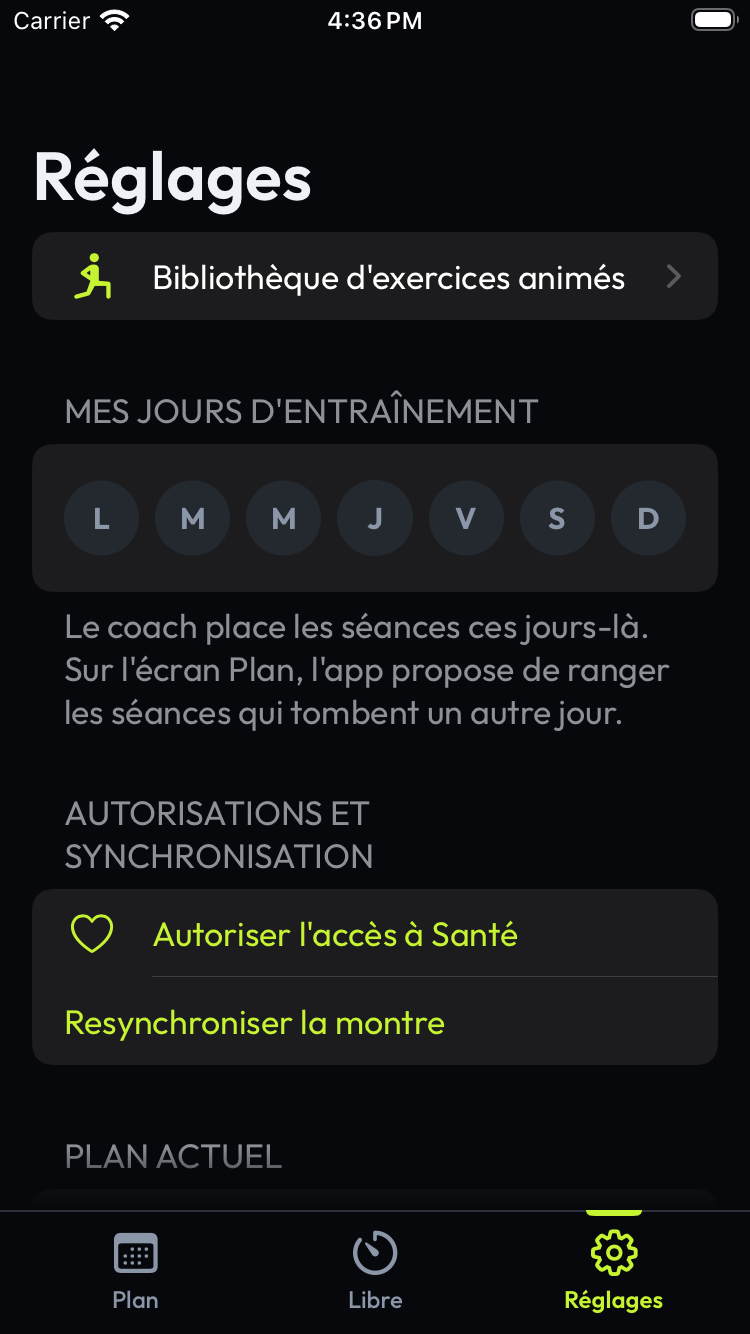 Carrier 4:36 PM
Réglages
Bibliothèque d'exercices animés
MES JOURS D'ENTRAÎNEMENT
L M M J V S D
Le coach place les séances ces jours-là.
Sur l'écran Plan, l'app propose de ranger
les séances qui tombent un autre jour.
AUTORISATIONS ET
SYNCHRONISATION
Autoriser l'accès à Santé
Resynchroniser la montre
PLAN ACTUEL
Plan Libre Réglages